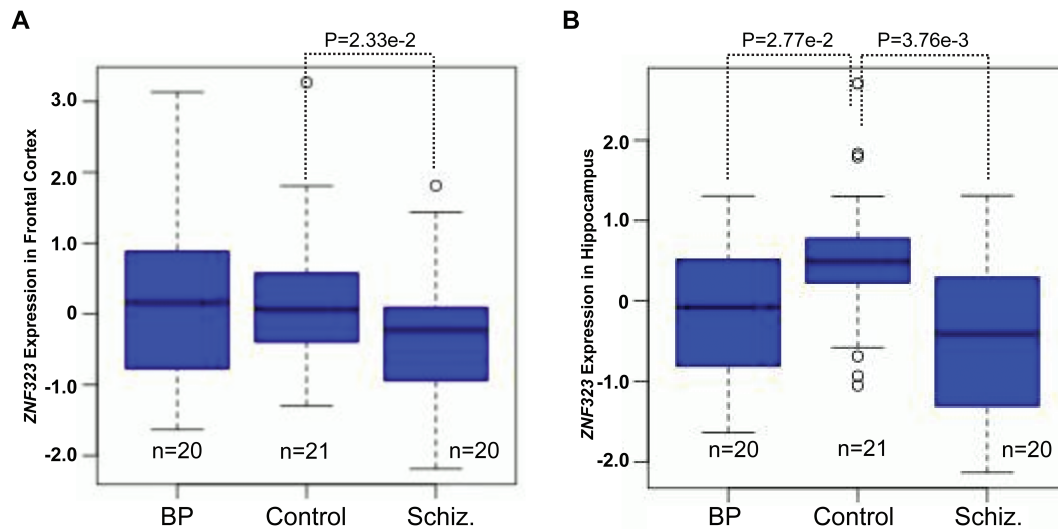 A
P=2.33e-2
ZNF323 Expression in Frontal Cortex
3.0
2.0
1.0
0
-1.0
-2.0
n=20
n=21
n=20
BP
Control
Schiz.
B
P=2.77e-2
P=3.76e-3
ZNF323 Expression in Hippocampus
2.0
1.0
0
-1.0
-2.0
n=20
n=21
n=20
BP
Control
Schiz.